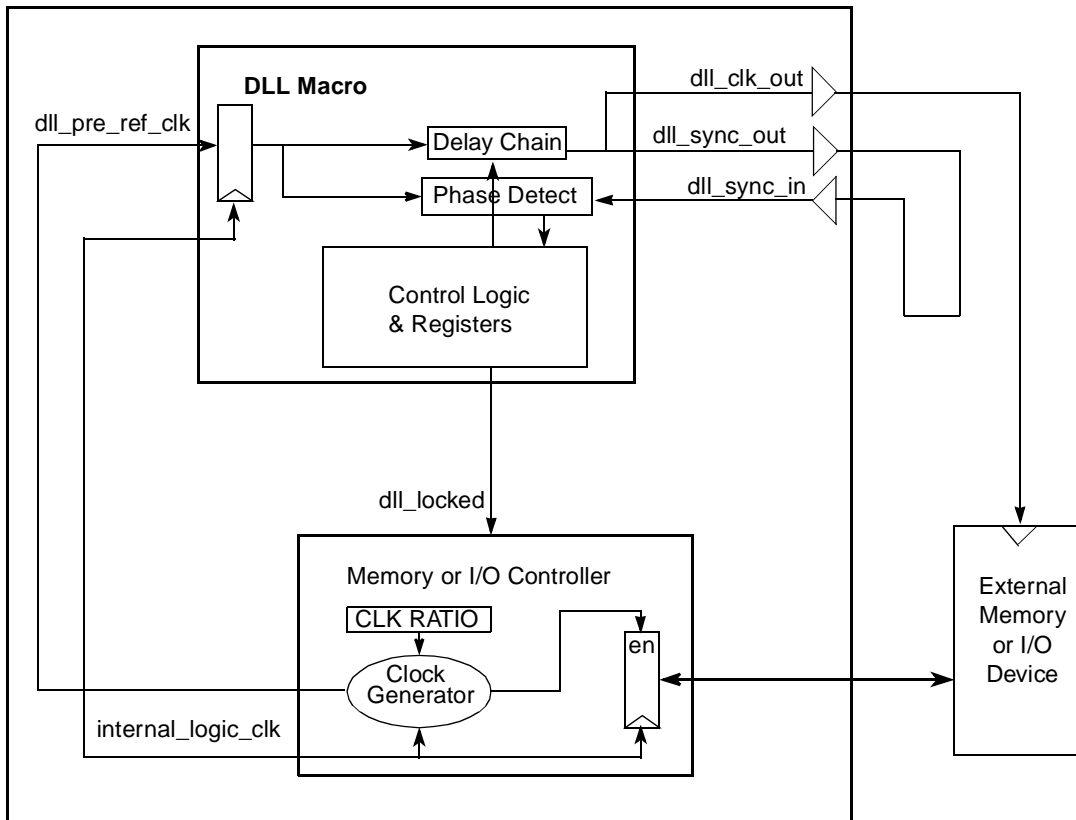 dll_clk_out
DLL Macro
dll_pre_ref_clk
Delay Chain
dll_sync_out
Phase Detect
dll_sync_in
Control Logic
& Registers
dll_locked
Memory or I/O Controller
CLK RATIO
en
Clock
Generator
internal_logic_clk
External
Memory
or I/O
Device